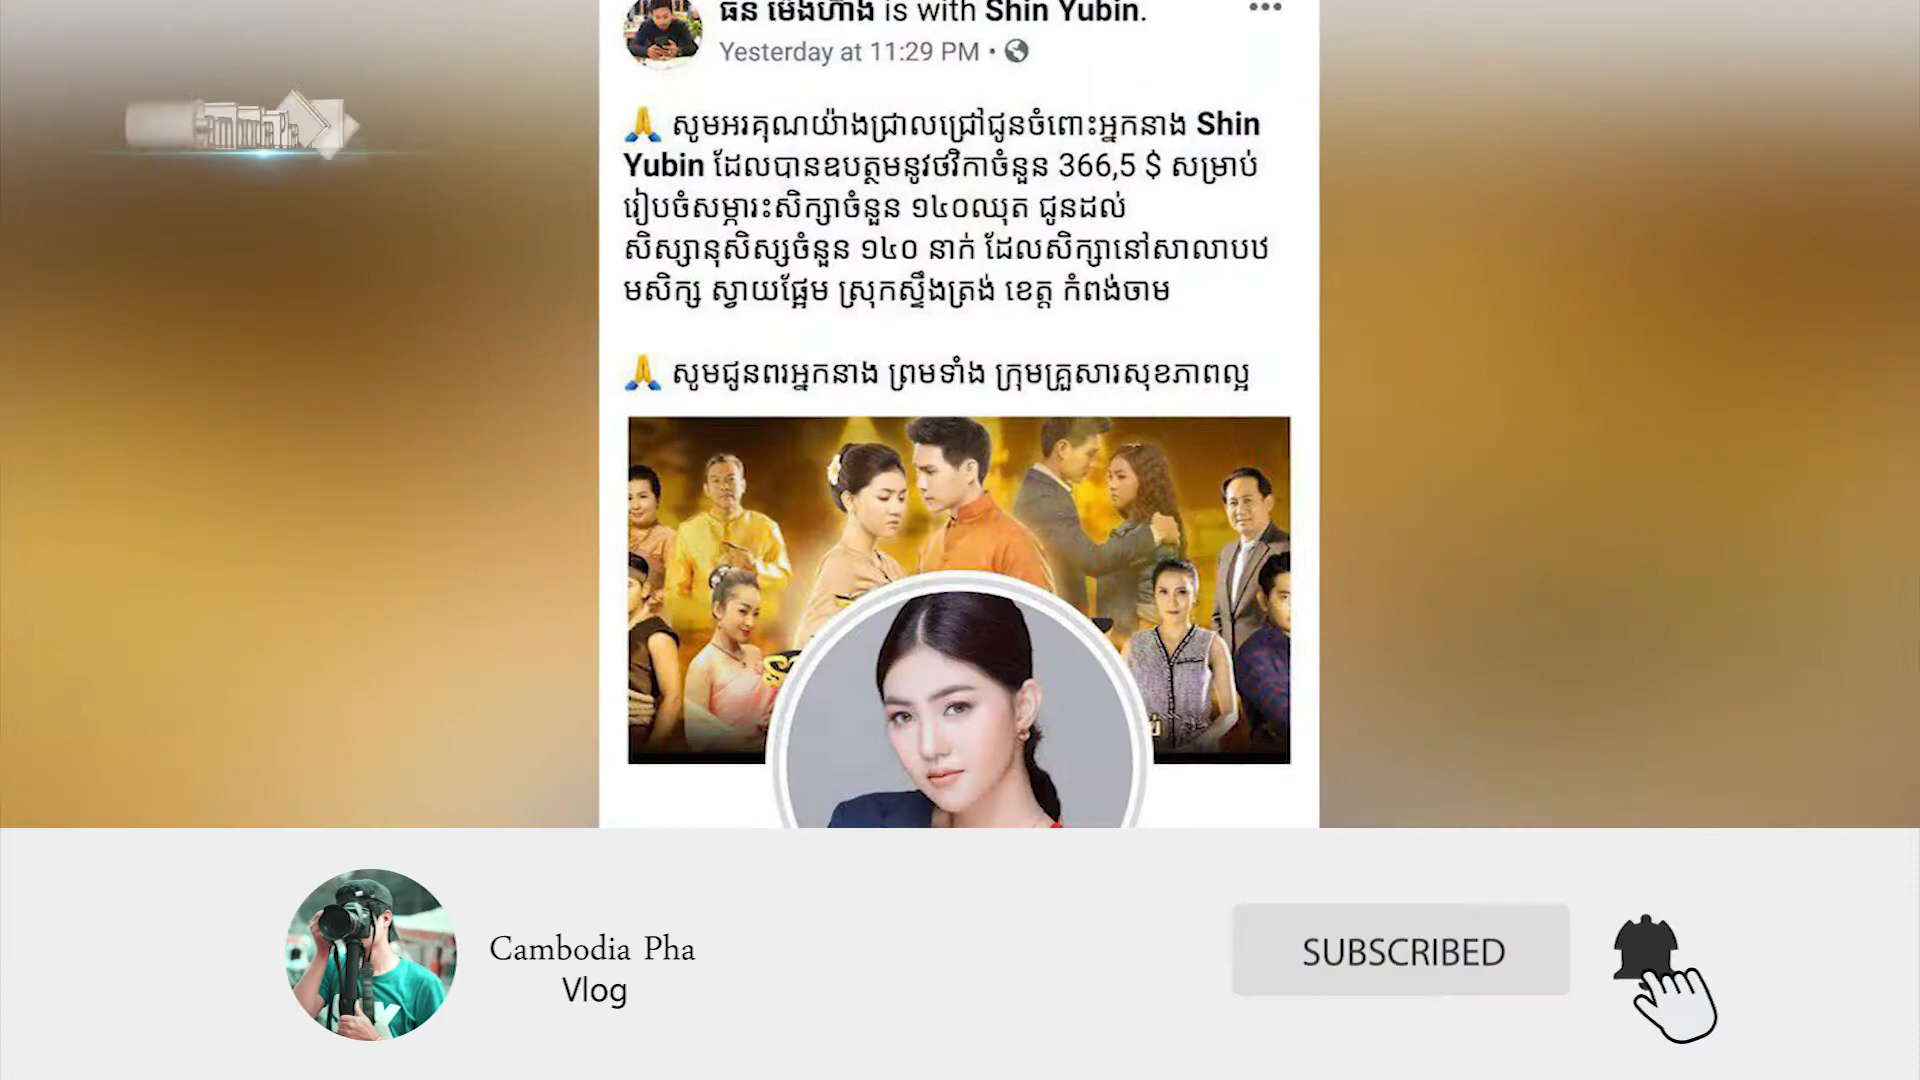 ធន ម៉េងហ៊ាង is with Shin Yubin.
Yesterday at 11:29 PM
🙏 សូមអរគុណយ៉ាងជ្រាលជ្រៅជូនចំពោះអ្នកនាង Shin
Yubin ដែលបានឧបត្ថមនូវថវិកាចំនួន 366,5 $ សម្រាប់
រៀបចំសម្ភារះសិក្សាចំនួន ១៤០ឈុត ជូនដល់
សិស្សានុសិស្សចំនួន ១៤០ នាក់ ដែលសិក្សានៅសាលាបឋ
មសិក្ស ស្វាយផ្អែម ស្រុកស្ទឹងត្រង់ ខេត្ត កំពង់ចាម
🙏 សូមជូនពរអ្នកនាង ព្រមទាំង ក្រុមគ្រួសារសុខភាពល្អ
Cambodia Pha
Vlog
SUBSCRIBED